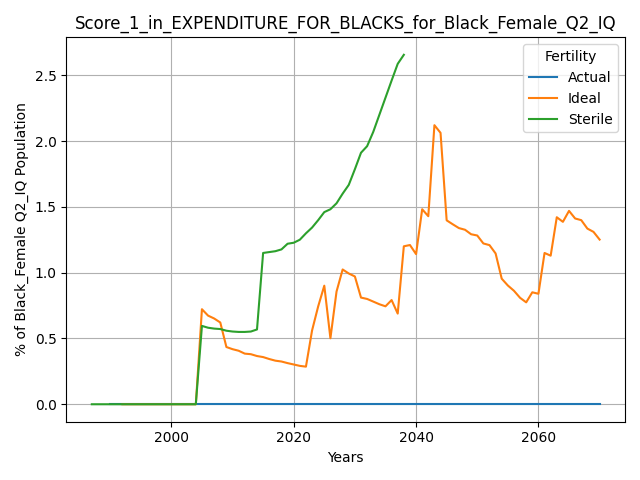 Score_1_in_EXPENDITURE_FOR_BLACKS_for_Black_Female_Q2_IQ
Fertility
Actual
Ideal
Sterile
% of Black_Female Q2_IQ Population
2.5
2.0
1.5
1.0
0.5
0.0
2000
2020
2040
2060
Years